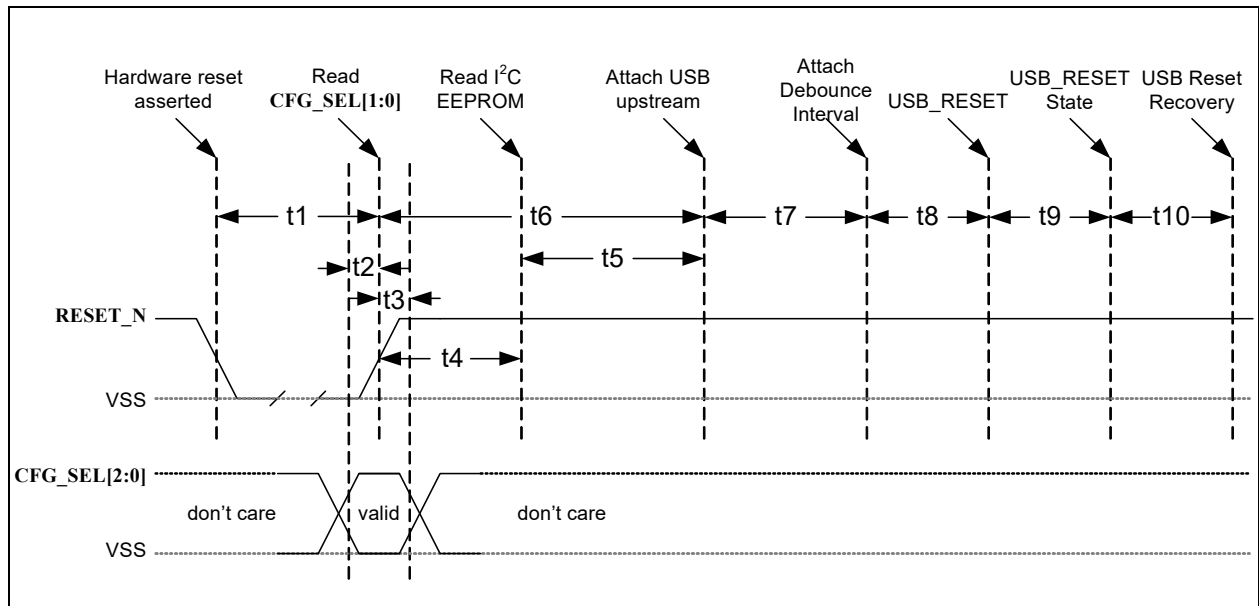 Hardware reset
asserted
Read
CFG_SEL[1:0]
Read I²C
EEPROM
Attach USB
upstream
Attach
Debounce
Interval
USB_RESET
USB_RESET
State
USB Reset
Recovery
t1
t6
t7
t8
t9
t10
t2
t5
t3
RESET_N
t4
VSS
CFG_SEL[2:0]
don't care
valid
don't care
VSS